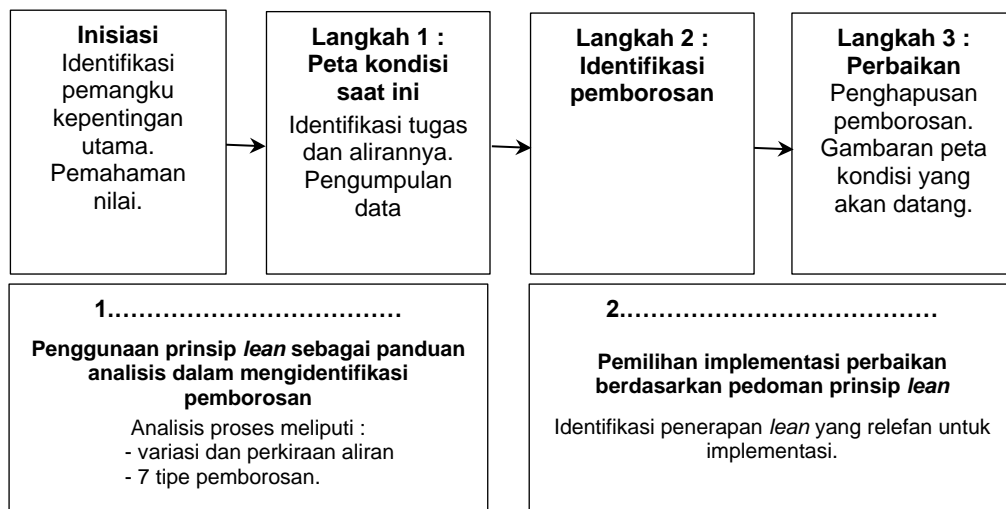 Inisiasi
Identifikasi
pemangku
kepentingan
utama.
Pemahaman
nilai.
Langkah 1 :
Peta kondisi
saat ini
Identifikasi tugas
dan alirannya.
Pengumpulan
data
Langkah 2 :
Identifikasi
pemborosan
Langkah 3 :
Perbaikan
Penghapusan
pemborosan.
Gambaran peta
kondisi yang
akan datang.
1..…………………………….
Penggunaan prinsip lean sebagai panduan
analisis dalam mengidentifikasi
pemborosan
Analisis proses meliputi :
- variasi dan perkiraan aliran
- 7 tipe pemborosan.
2..……………………………….
Pemilihan implementasi perbaikan
berdasarkan pedoman prinsip lean
Identifikasi penerapan lean yang relefan untuk
implementasi.